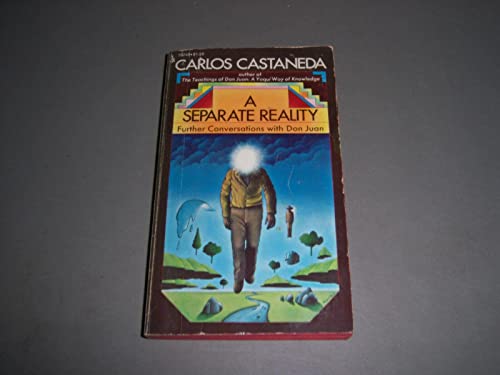 CARLOS CASTANEDA
author of
The Teachings of Don Juan: A Yaqui Way of Knowledge
A
SEPARATE REALITY
Further Conversations with Don Juan